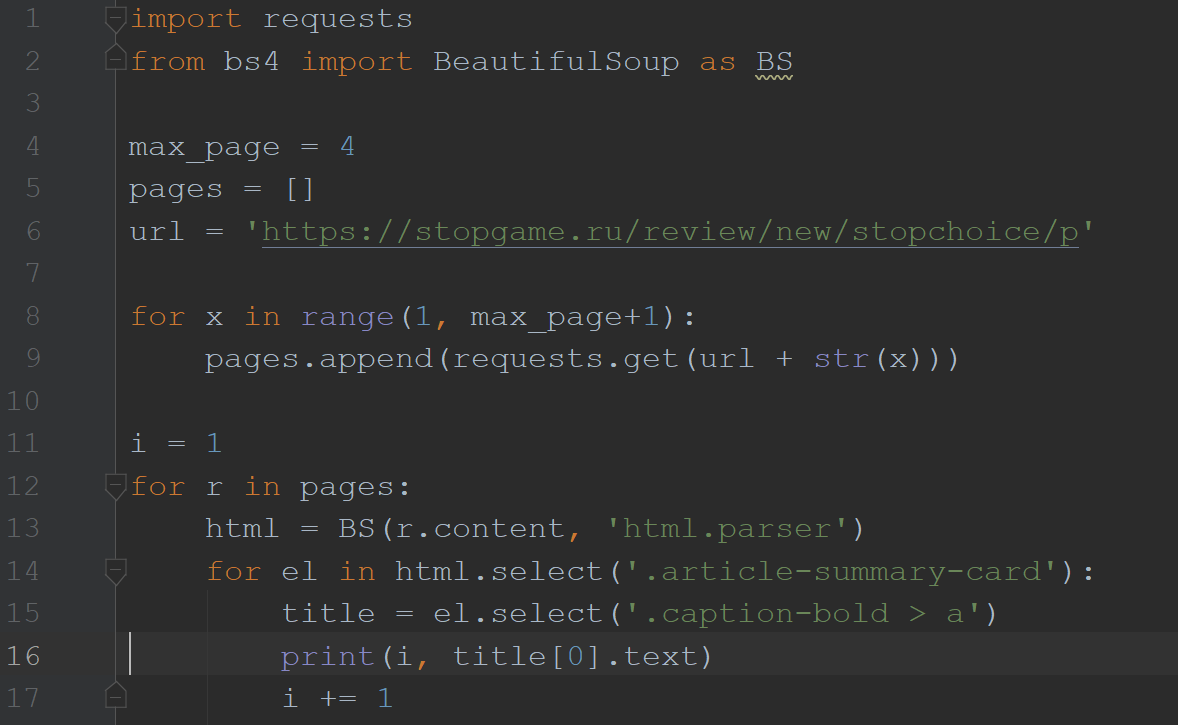 1 import requests
2 from bs4 import BeautifulSoup as BS
3
4 max_page = 4
5 pages = []
6 url = 'https://stopgame.ru/review/new/stopchoice/p'
7
8 for x in range(1, max_page+1):
9     pages.append(requests.get(url + str(x)))
10
11 i = 1
12 for r in pages:
13     html = BS(r.content, 'html.parser')
14     for el in html.select('.article-summary-card'):
15         title = el.select('.caption-bold > a')
16         print(i, title[0].text)
17         i += 1